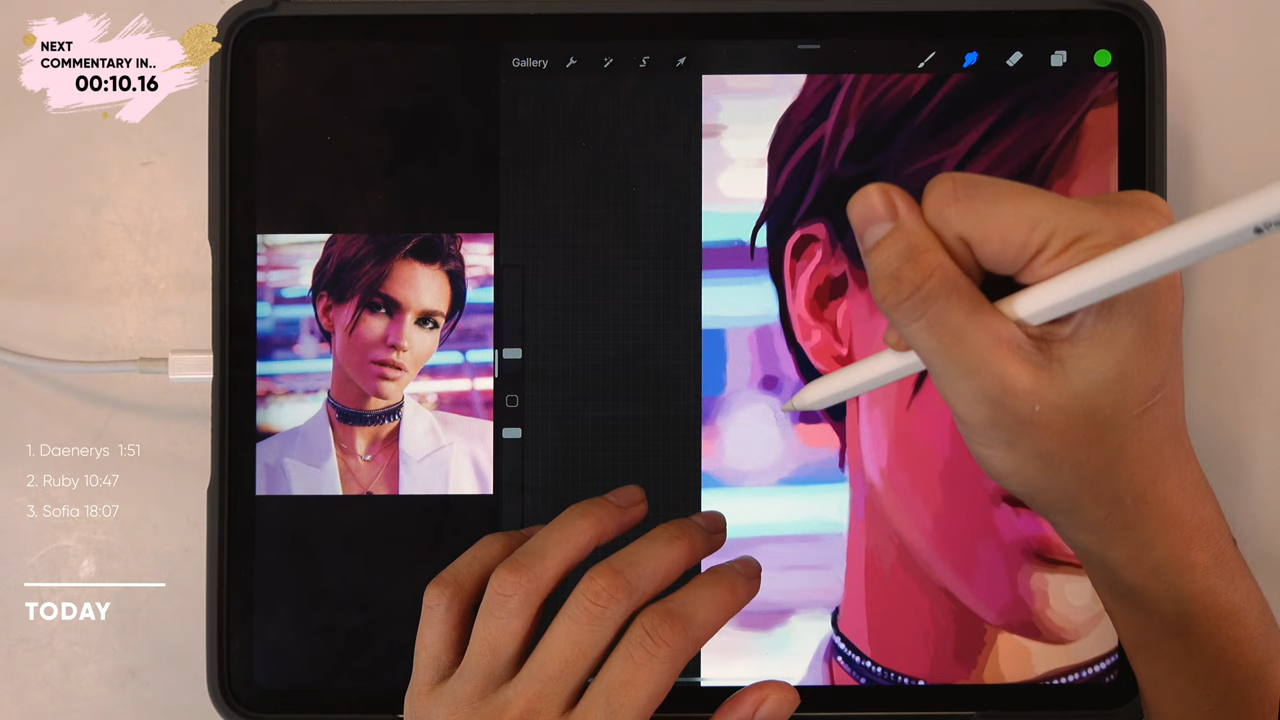 NEXT
COMMENTARY IN..
00:10.16
Gallery
1. Daenerys 1:51
2. Ruby 10:47
3. Sofia 18:07
TODAY